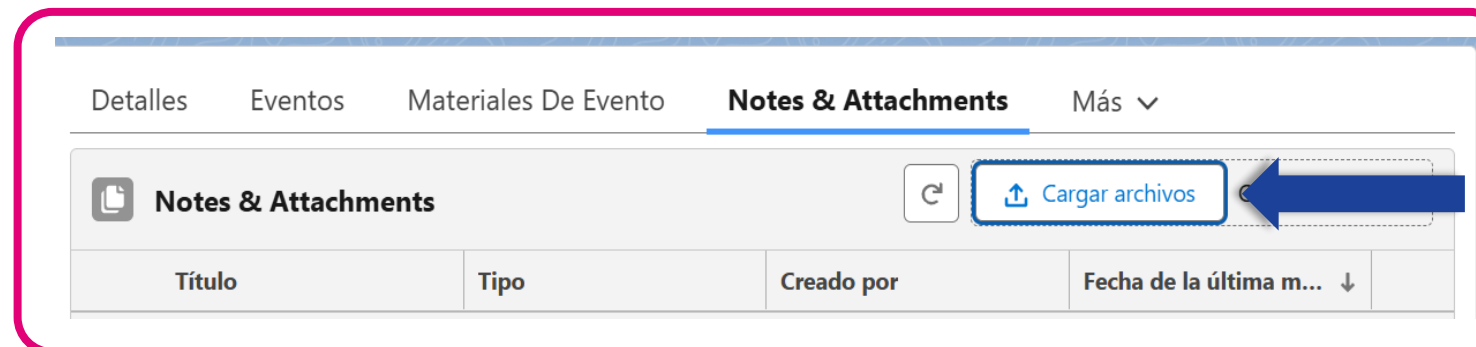 Detalles Eventos Materiales De Evento Notes & Attachments Más
Notes & Attachments Cargar archivos
Título Tipo Creado por Fecha de la última m...